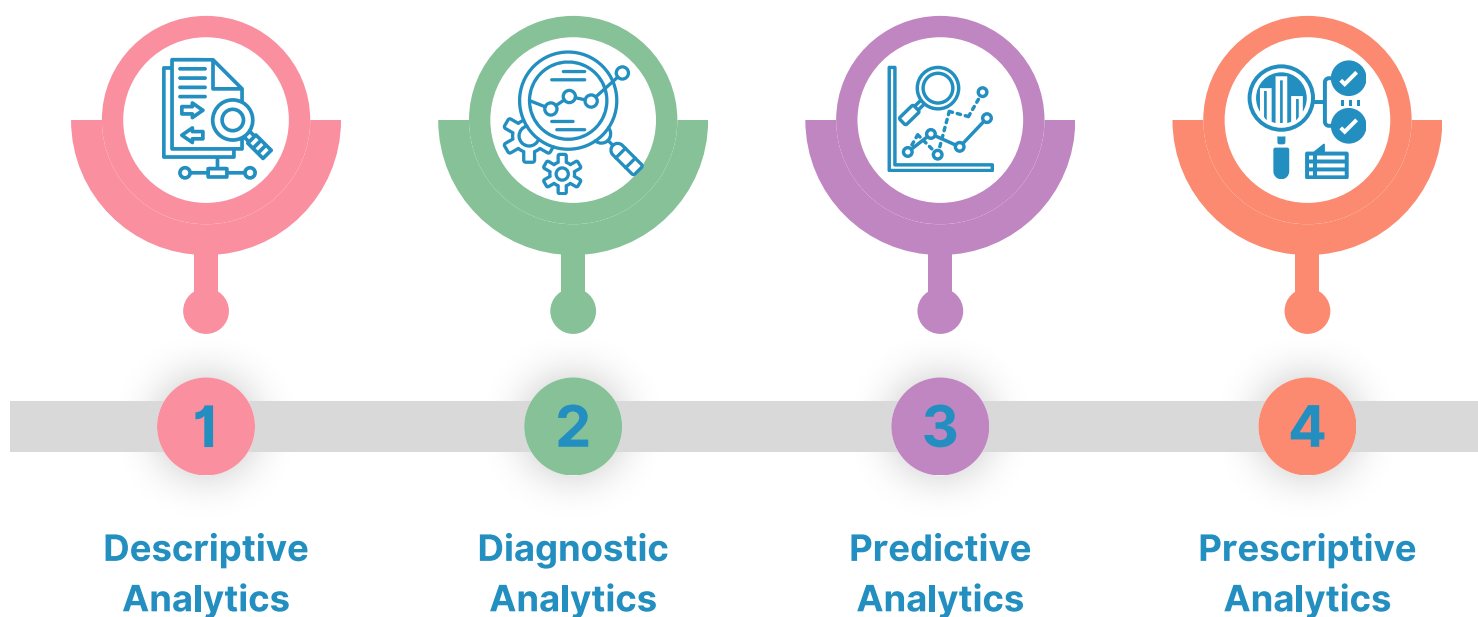 1
2
3
4
Descriptive
Analytics
Diagnostic
Analytics
Predictive
Analytics
Prescriptive
Analytics